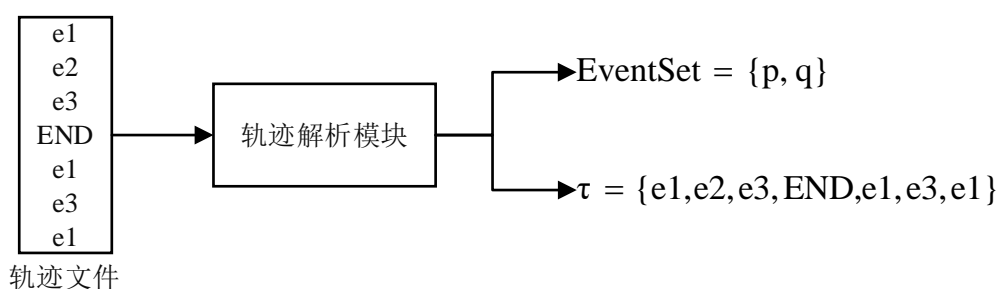 e1
e2
e3
END
e1
e3
e1
轨迹文件
轨迹解析模块
EventSet = {p, q}
τ = {e1,e2,e3,END,e1,e3,e1}